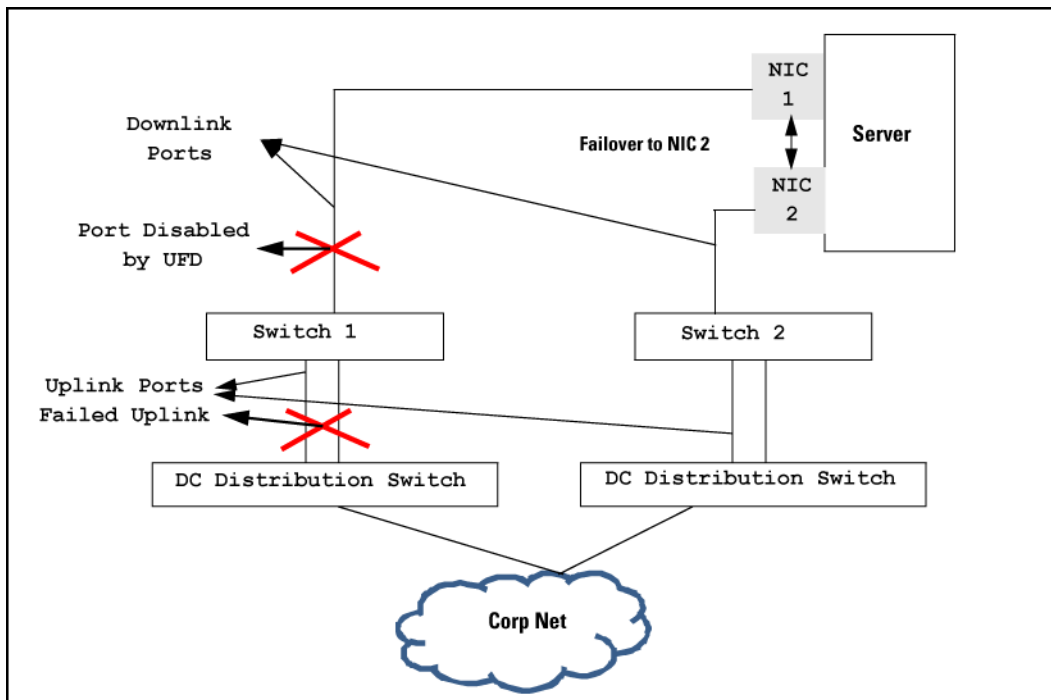 NIC
1
Server
Downlink
Ports
Failover to NIC 2
NIC
2
Port Disabled
by UFD
Switch 1
Switch 2
Uplink Ports
Failed Uplink
DC Distribution Switch
DC Distribution Switch
Corp Net